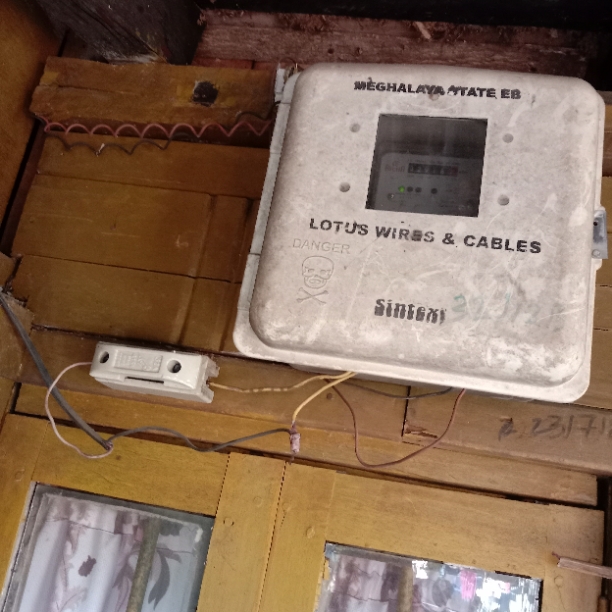 MEGHALAYA STATE EB
LOTUS WIRES & CABLES
DANGER
Sintex